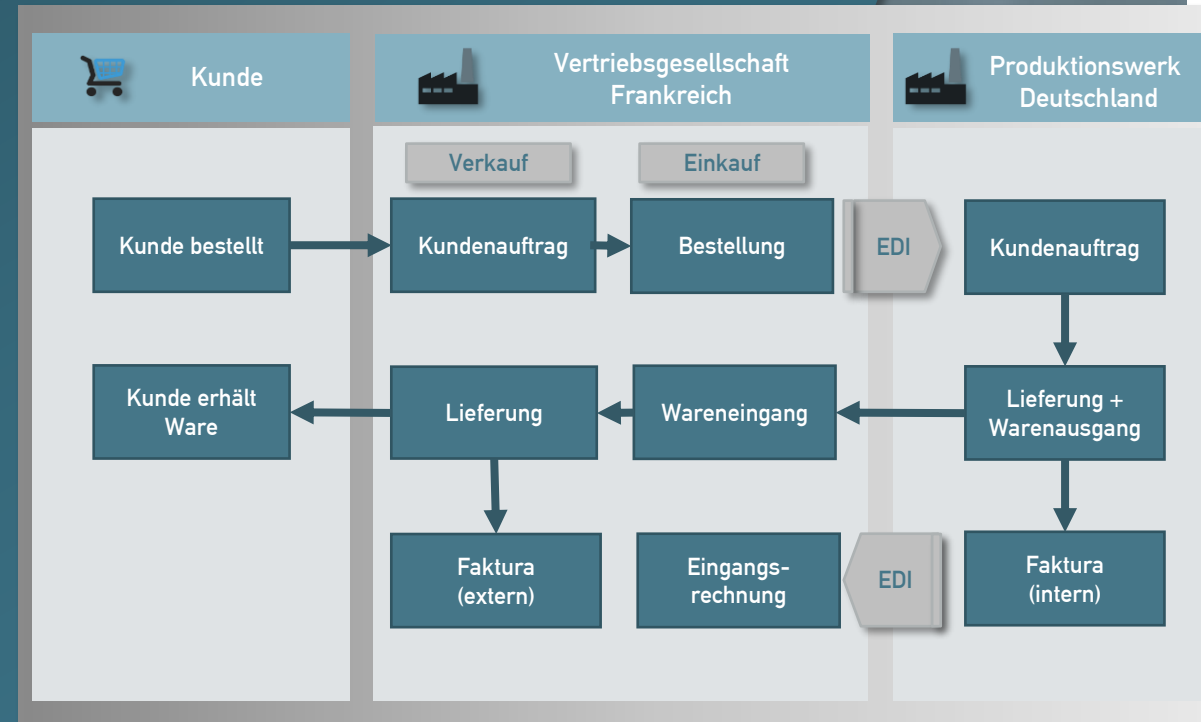 Kunde
Vertriebsgesellschaft
Frankreich
Produktionswerk
Deutschland
Verkauf
Einkauf
Kunde bestellt
Kundenauftrag
Bestellung
EDI
Kundenauftrag
Kunde erhält
Ware
Lieferung
Wareneingang
Lieferung +
Warenausgang
Faktura
(extern)
Eingangs-
rechnung
EDI
Faktura
(intern)